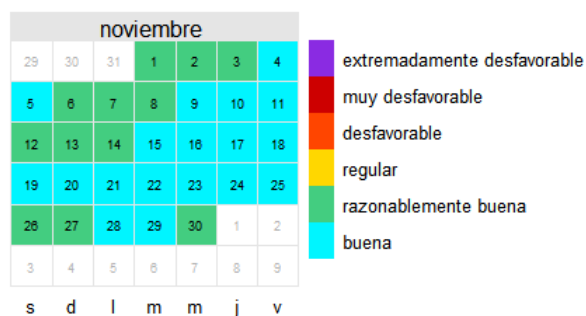 noviembre
29 30 31 1 2 3 4
5 6 7 8 9 10 11
12 13 14 15 16 17 18
19 20 21 22 23 24 25
26 27 28 29 30 1 2
3 4 5 6 7 8 9
s d l m m j v
extremadamente desfavorable
muy desfavorable
desfavorable
regular
razonablemente buena
buena